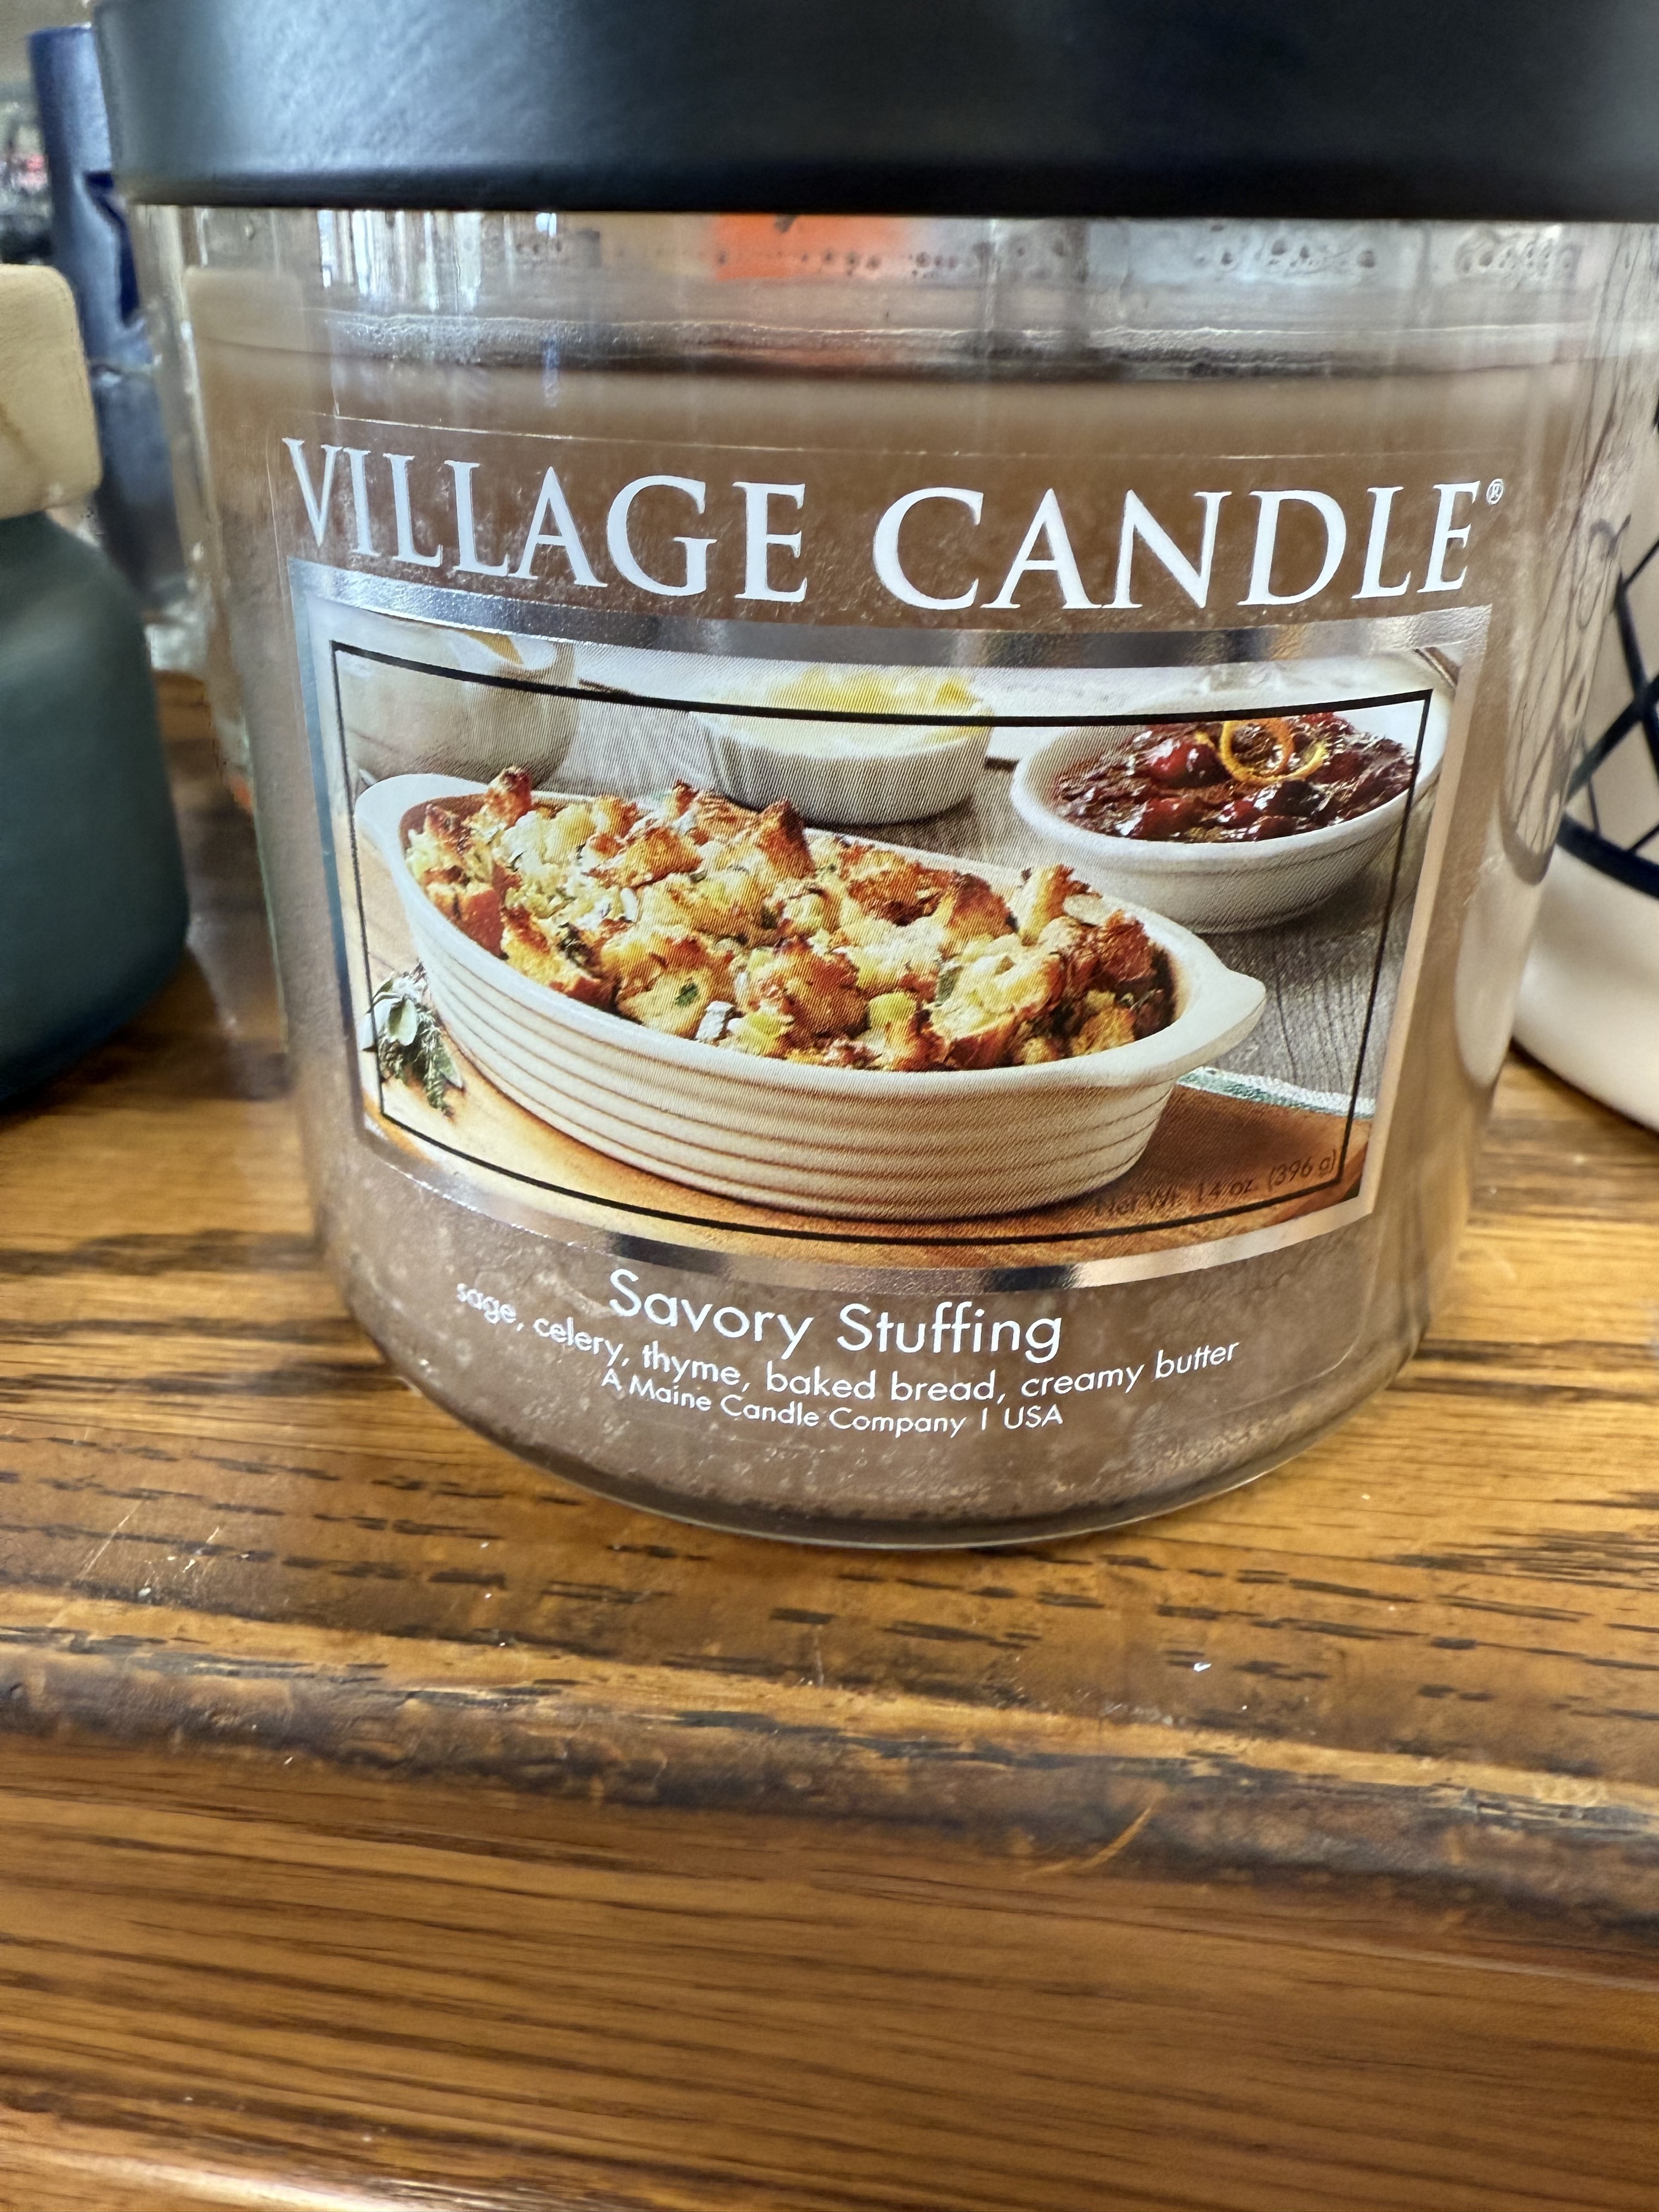 VILLAGE CANDLE®
Net Wt. 14 oz. (396 g)
Savory Stuffing
sage, celery, thyme, baked bread, creamy butter
A Maine Candle Company | USA